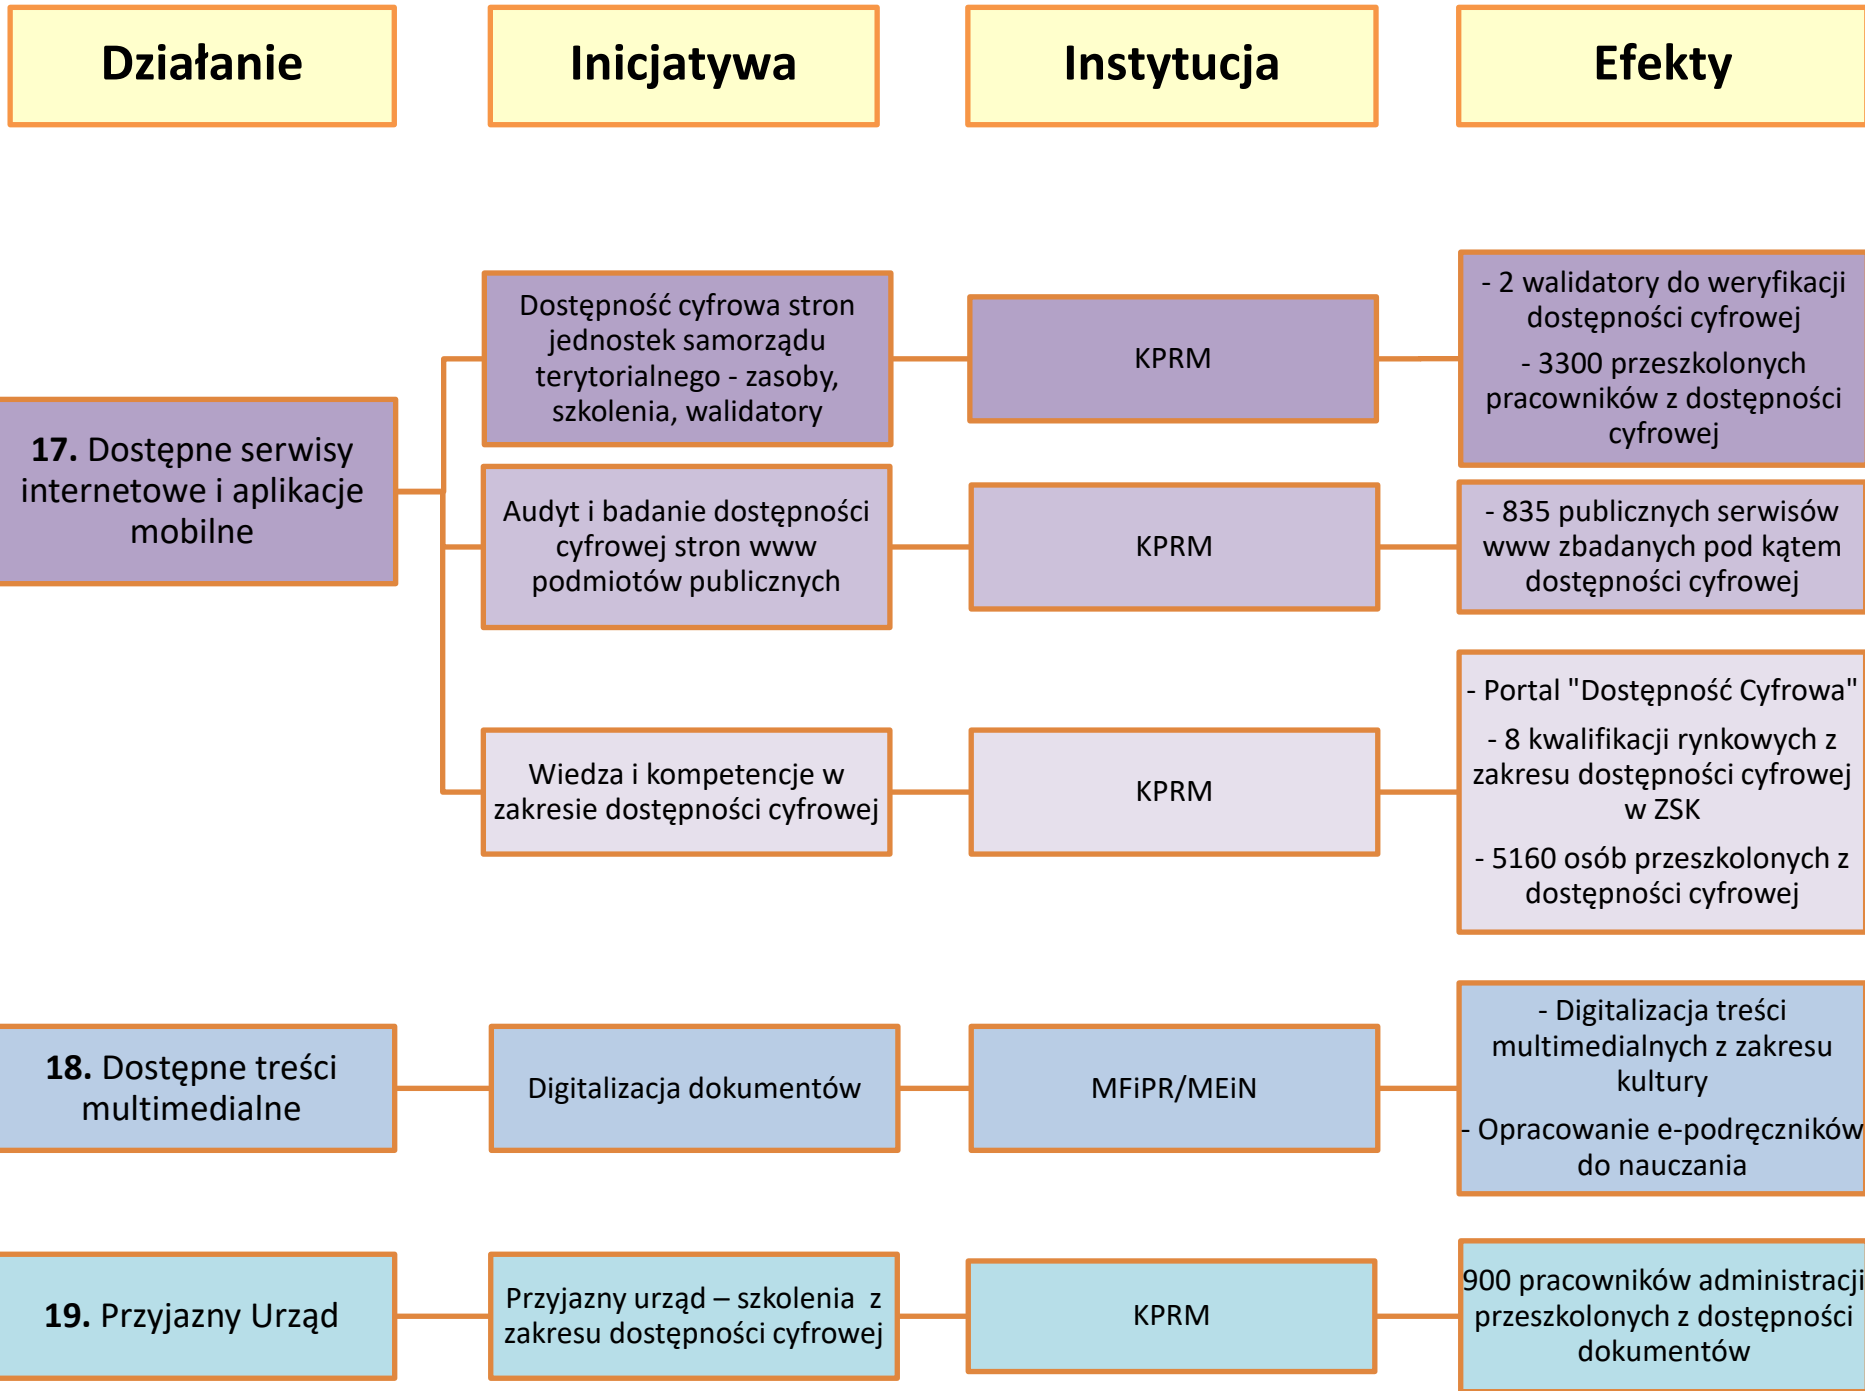 Działanie
Inicjatywa
Instytucja
Efekty
17. Dostępne serwisy
internetowe i aplikacje
mobilne
Dostępność cyfrowa stron
jednostek samorządu
terytorialnego - zasoby,
szkolenia, walidatory
KPRM
- 2 walidatory do weryfikacji
dostępności cyfrowej
- 3300 przeszkolonych
pracowników z dostępności
cyfrowej
Audyt i badanie dostępności
cyfrowej stron www
podmiotów publicznych
KPRM
- 835 publicznych serwisów
www zbadanych pod kątem
dostępności cyfrowej
Wiedza i kompetencje w
zakresie dostępności cyfrowej
KPRM
- Portal "Dostępność Cyfrowa"
- 8 kwalifikacji rynkowych z
zakresu dostępności cyfrowej
w ZSK
- 5160 osób przeszkolonych z
dostępności cyfrowej
18. Dostępne treści
multimedialne
Digitalizacja dokumentów
MFiPR/MEiN
- Digitalizacja treści
multimedialnych z zakresu
kultury
- Opracowanie e-podręczników
do nauczania
19. Przyjazny Urząd
Przyjazny urząd – szkolenia z
zakresu dostępności cyfrowej
KPRM
900 pracowników administracji
przeszkolonych z dostępności
dokumentów